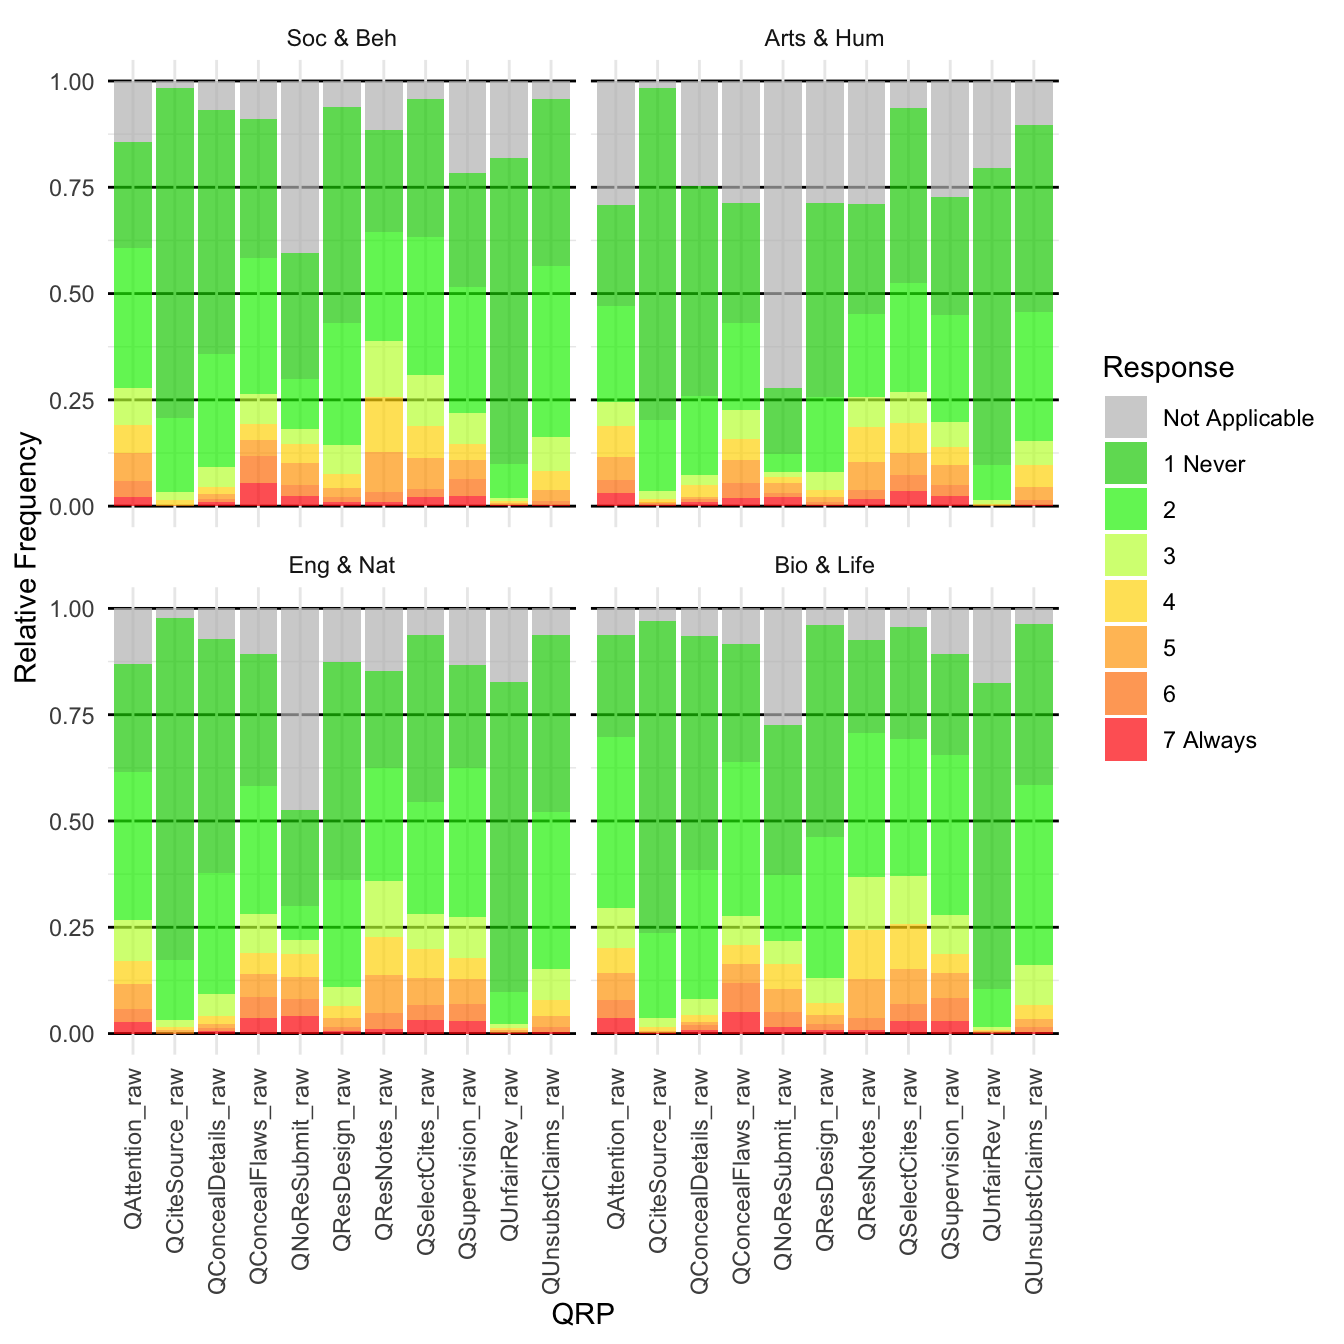 Soc & Beh
Arts & Hum
1.00
0.75
0.50
0.25
0.00
Eng & Nat
Bio & Life
1.00
0.75
0.50
0.25
0.00
Relative Frequency
QAttention_raw
QCiteSource_raw
QConcealDetails_raw
QConcealFlaws_raw
QNoReSubmit_raw
QResDesign_raw
QResNotes_raw
QSelectCites_raw
QSupervision_raw
QUnfairRev_raw
QUnsubstClaims_raw
QAttention_raw
QCiteSource_raw
QConcealDetails_raw
QConcealFlaws_raw
QNoReSubmit_raw
QResDesign_raw
QResNotes_raw
QSelectCites_raw
QSupervision_raw
QUnfairRev_raw
QUnsubstClaims_raw
QRP
Response
Not Applicable
1 Never
2
3
4
5
6
7 Always